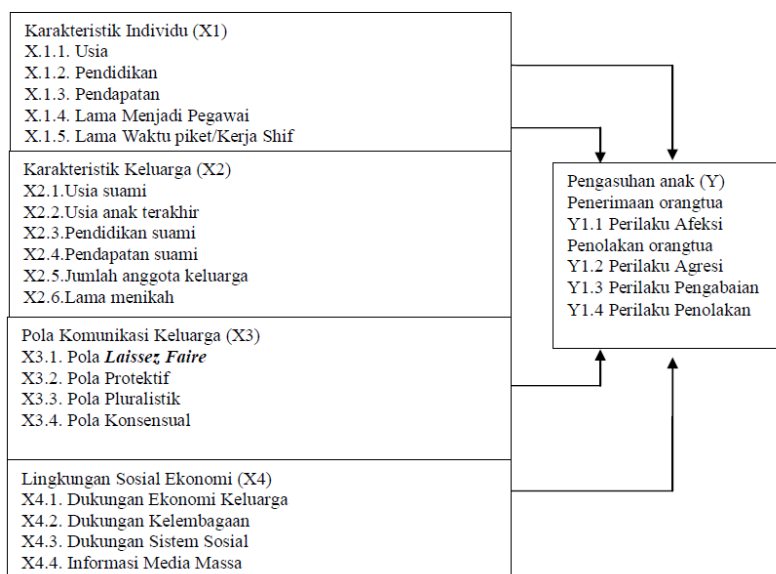 Karakteristik Individu (X1)
X.1.1. Usia
X.1.2. Pendidikan
X.1.3. Pendapatan
X.1.4. Lama Menjadi Pegawai
X.1.5. Lama Waktu piket/Kerja Shif
Karakteristik Keluarga (X2)
X2.1.Usia suami
X2.2.Usia anak terakhir
X2.3.Pendidikan suami
X2.4.Pendapatan suami
X2.5.Jumlah anggota keluarga
X2.6.Lama menikah
Pola Komunikasi Keluarga (X3)
X3.1. Pola Laissez Faire
X3.2. Pola Protektif
X3.3. Pola Pluralistik
X3.4. Pola Konsensual
Lingkungan Sosial Ekonomi (X4)
X4.1. Dukungan Ekonomi Keluarga
X4.2. Dukungan Kelembagaan
X4.3. Dukungan Sistem Sosial
X4.4. Informasi Media Massa
Pengasuhan anak (Y)
Penerimaan orangtua
Y1.1 Perilaku Afeksi
Penolakan orangtua
Y1.2 Perilaku Agresi
Y1.3 Perilaku Pengabaian
Y1.4 Perilaku Penolakan